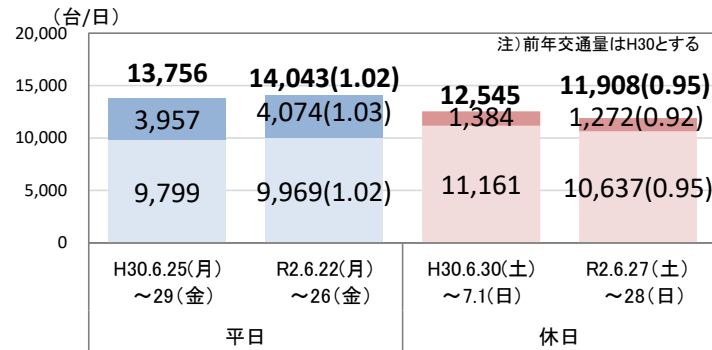 （台/日）
20,000
注）前年交通量はH30とする
15,000
13,756
14,043(1.02)
12,545
11,908(0.95)
3,957
4,074(1.03)
1,384
1,272(0.92)
10,000
9,799
9,969(1.02)
11,161
10,637(0.95)
5,000
0
H30.6.25(月)
～29(金)
R2.6.22(月)
～26(金)
H30.6.30(土)
～7.1(日)
R2.6.27(土)
～28(日)
平日
休日